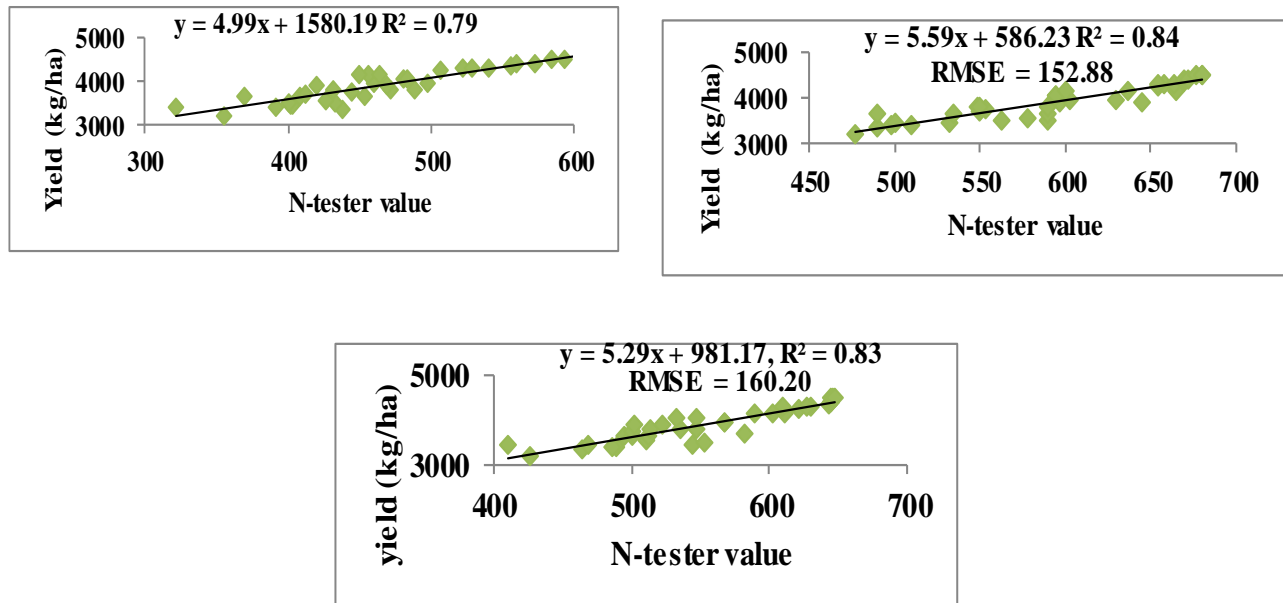 y = 4.99x + 1580.19 R² = 0.79
Yield (kg/ha)
5000
4000
3000
300 400 500 600
N-tester value
y = 5.59x + 586.23 R² = 0.84
RMSE = 152.88
Yield (kg/ha)
5000
4000
3000
450 500 550 600 650 700
N-tester value
y = 5.29x + 981.17, R² = 0.83
RMSE = 160.20
yield (kg/ha)
5000
3000
400 500 600 700
N-tester value